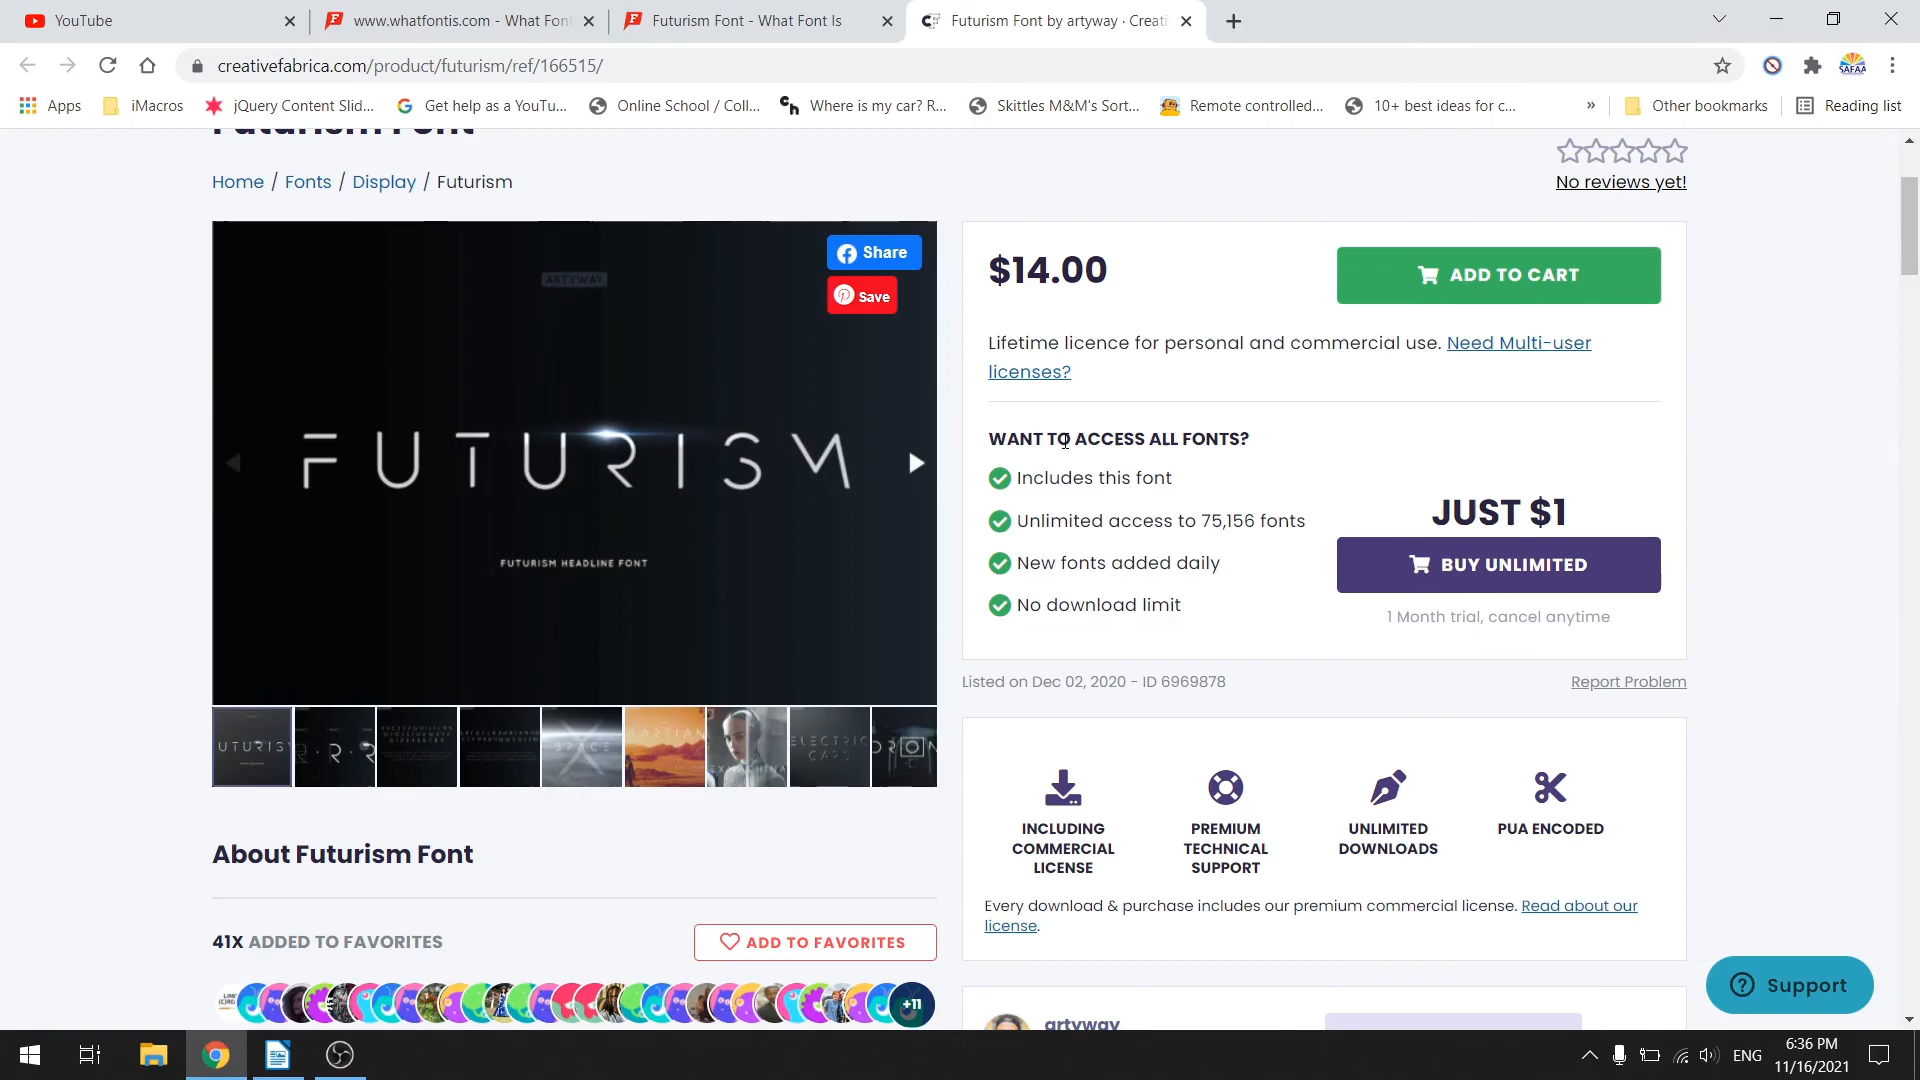 YouTube
www.whatfontis.com - What Fon
Futurism Font - What Font Is
Futurism Font by artyway · Creati
creativefabrica.com/product/futurism/ref/166515/
SAFAA
Apps
iMacros
jQuery Content Slid...
Get help as a YouTu...
Online School / Coll...
Where is my car? R...
Skittles M&M's Sort...
Remote controlled...
10+ best ideas for c...
»
Other bookmarks
Reading list
Futurism Font
Home / Fonts / Display / Futurism
No reviews yet!
ARTYWAY
Share
Save
FUTURISM
FUTURISM HEADLINE FONT
$14.00
ADD TO CART
Lifetime licence for personal and commercial use. Need Multi-user
licenses?
WANT TO ACCESS ALL FONTS?
Includes this font
Unlimited access to 75,156 fonts
New fonts added daily
No download limit
JUST $1
BUY UNLIMITED
1 Month trial, cancel anytime
Listed on Dec 02, 2020 - ID 6969878
Report Problem
UTURIS
R · R
SPACE
ELECTRIC
CARS
INCLUDING
COMMERCIAL
LICENSE
PREMIUM
TECHNICAL
SUPPORT
UNLIMITED
DOWNLOADS
PUA ENCODED
Every download & purchase includes our premium commercial license. Read about our
license.
About Futurism Font
41X ADDED TO FAVORITES
ADD TO FAVORITES
+11
artyway
Support
ENG
6:36 PM
11/16/2021